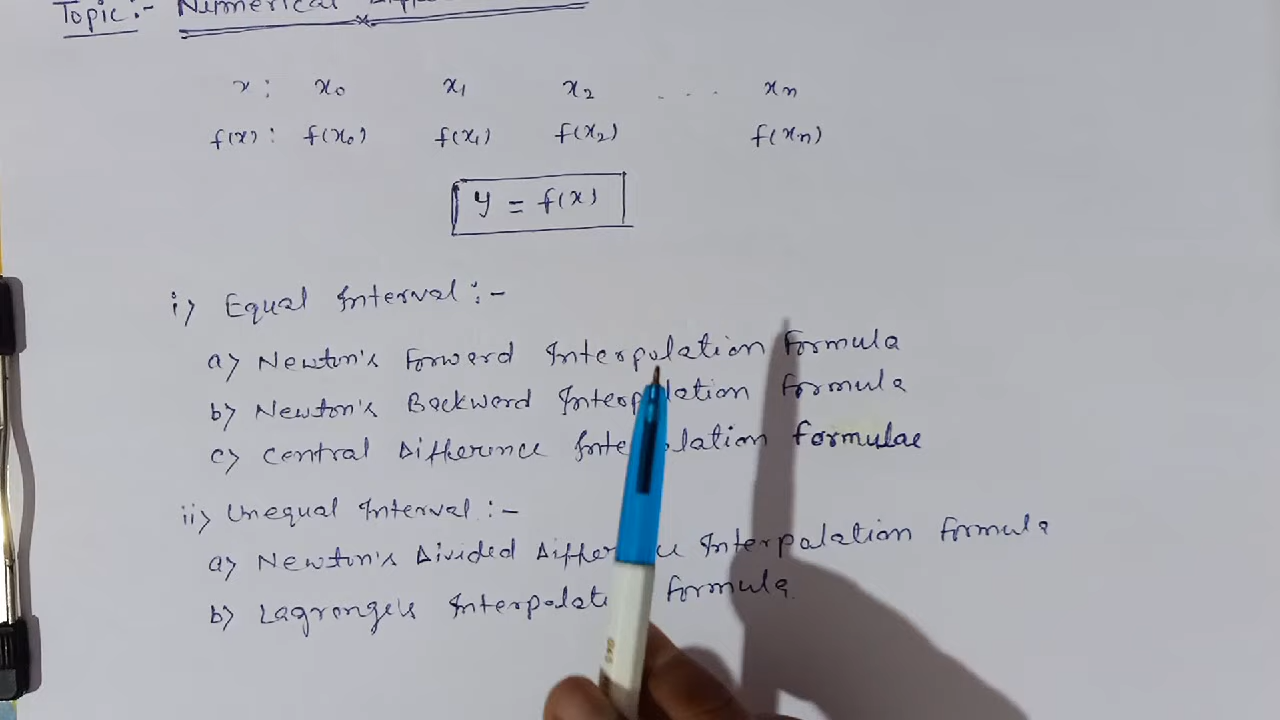 Topic:- Numerical
x: x₀ x₁ x₂ ... xₙ
f(x): f(x₀) f(x₁) f(x₂) f(xₙ)
y = f(x)
i) Equal Interval:-
a) Newton's Forward Interpolation Formula
b) Newton's Backward Interpolation Formula
c) Central Difference Interpolation formulae
ii) Unequal Interval:-
a) Newton's Divided Difference Interpolation Formula
b) Lagrange's Interpolation Formula